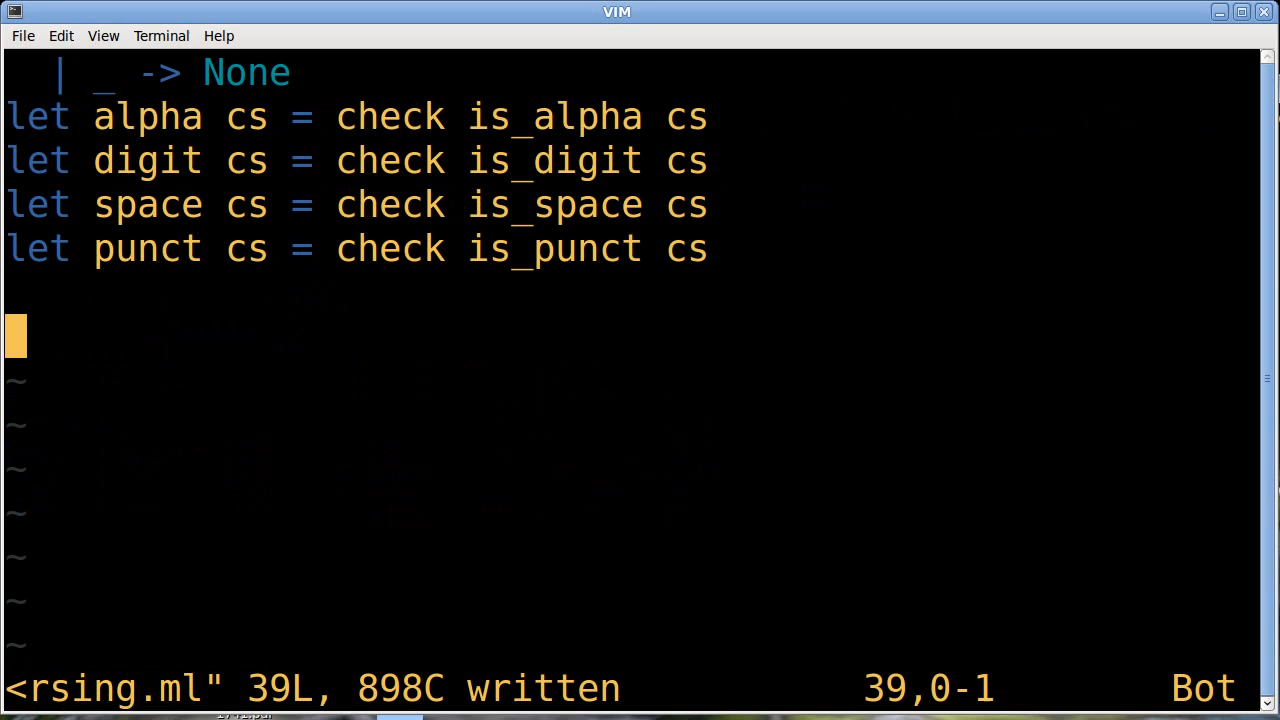 VIM
File Edit View Terminal Help
| _ -> None
let alpha cs = check is_alpha cs
let digit cs = check is_digit cs
let space cs = check is_space cs
let punct cs = check is_punct cs
~
~
~
~
~
~
~
<rsing.ml" 39L, 898C written 39,0-1 Bot